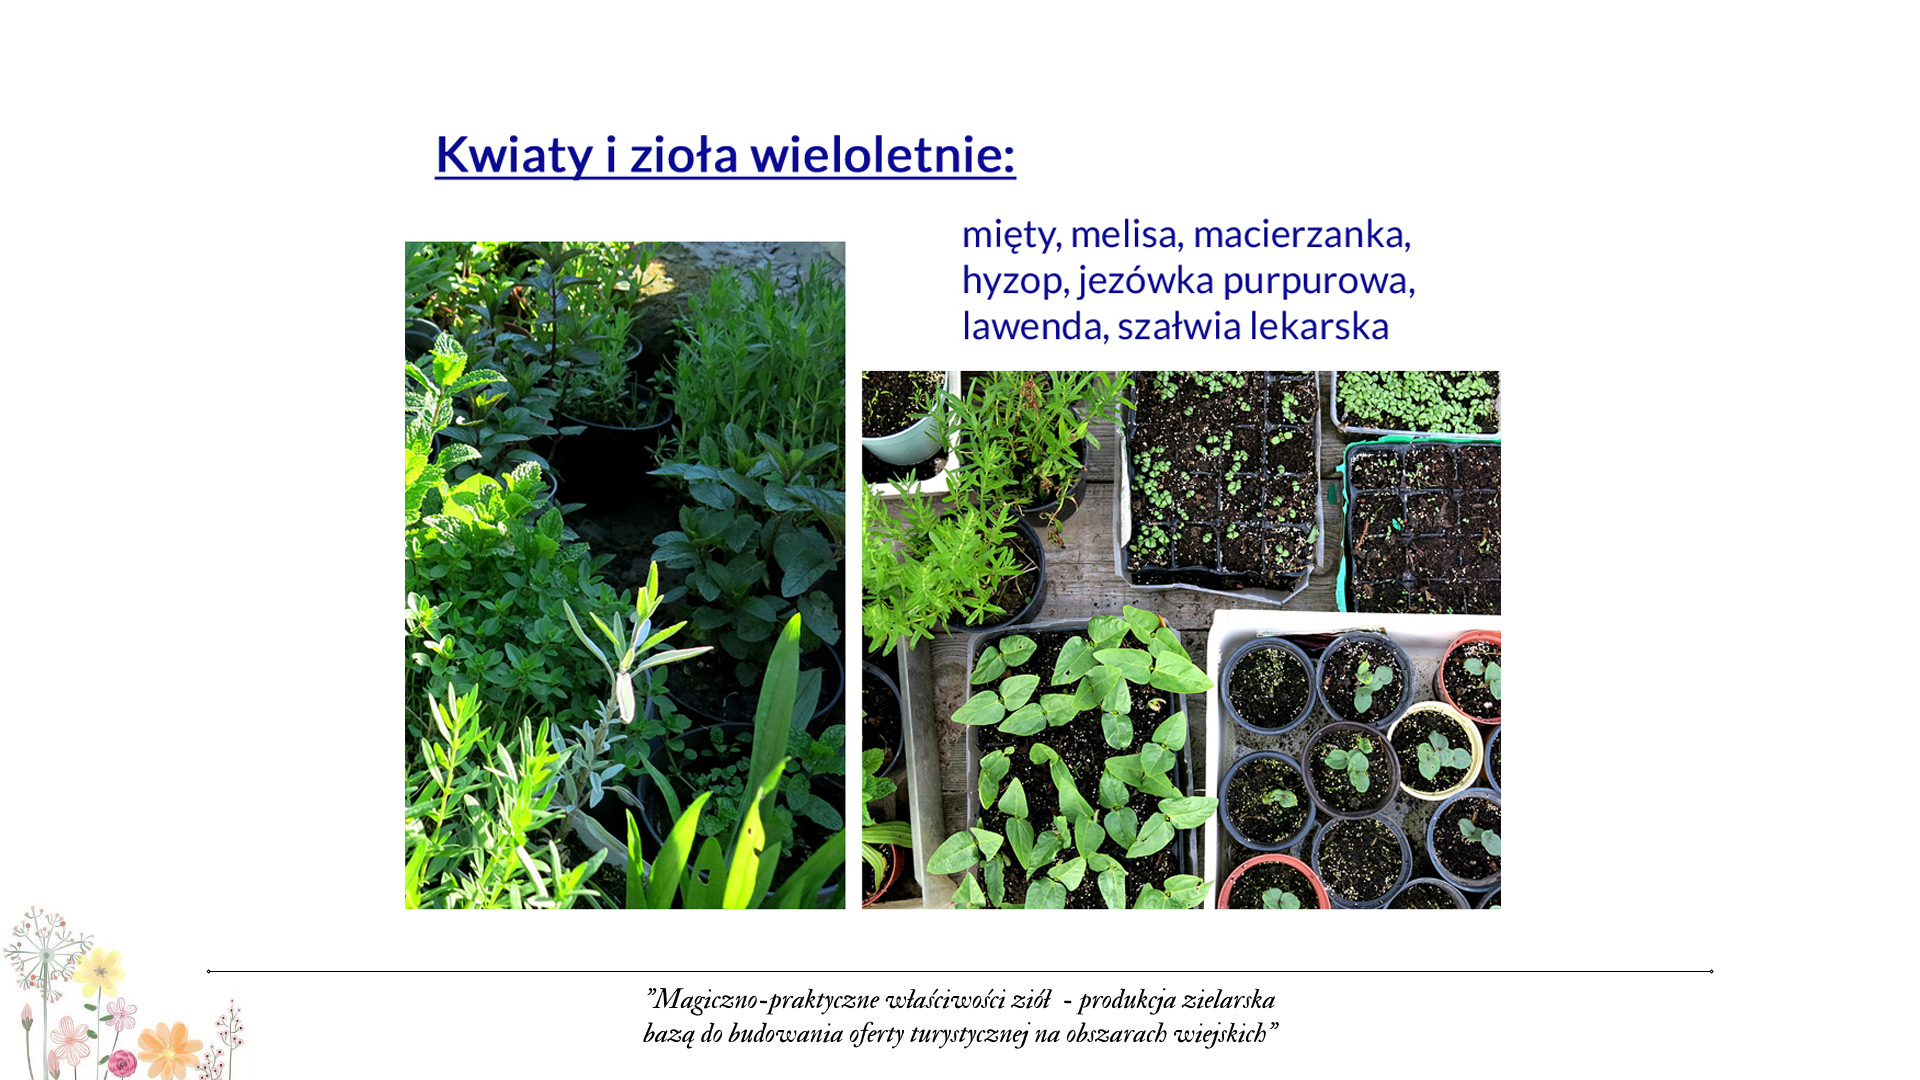 Kwiaty i zioła wieloletnie:
mięty, melisa, macierzanka,
hyzop, jezówka purpurowa,
lawenda, szałwia lekarska
”Magiczno-praktyczne właściwości ziół - produkcja zielarska
bazą do budowania oferty turystycznej na obszarach wiejskich”